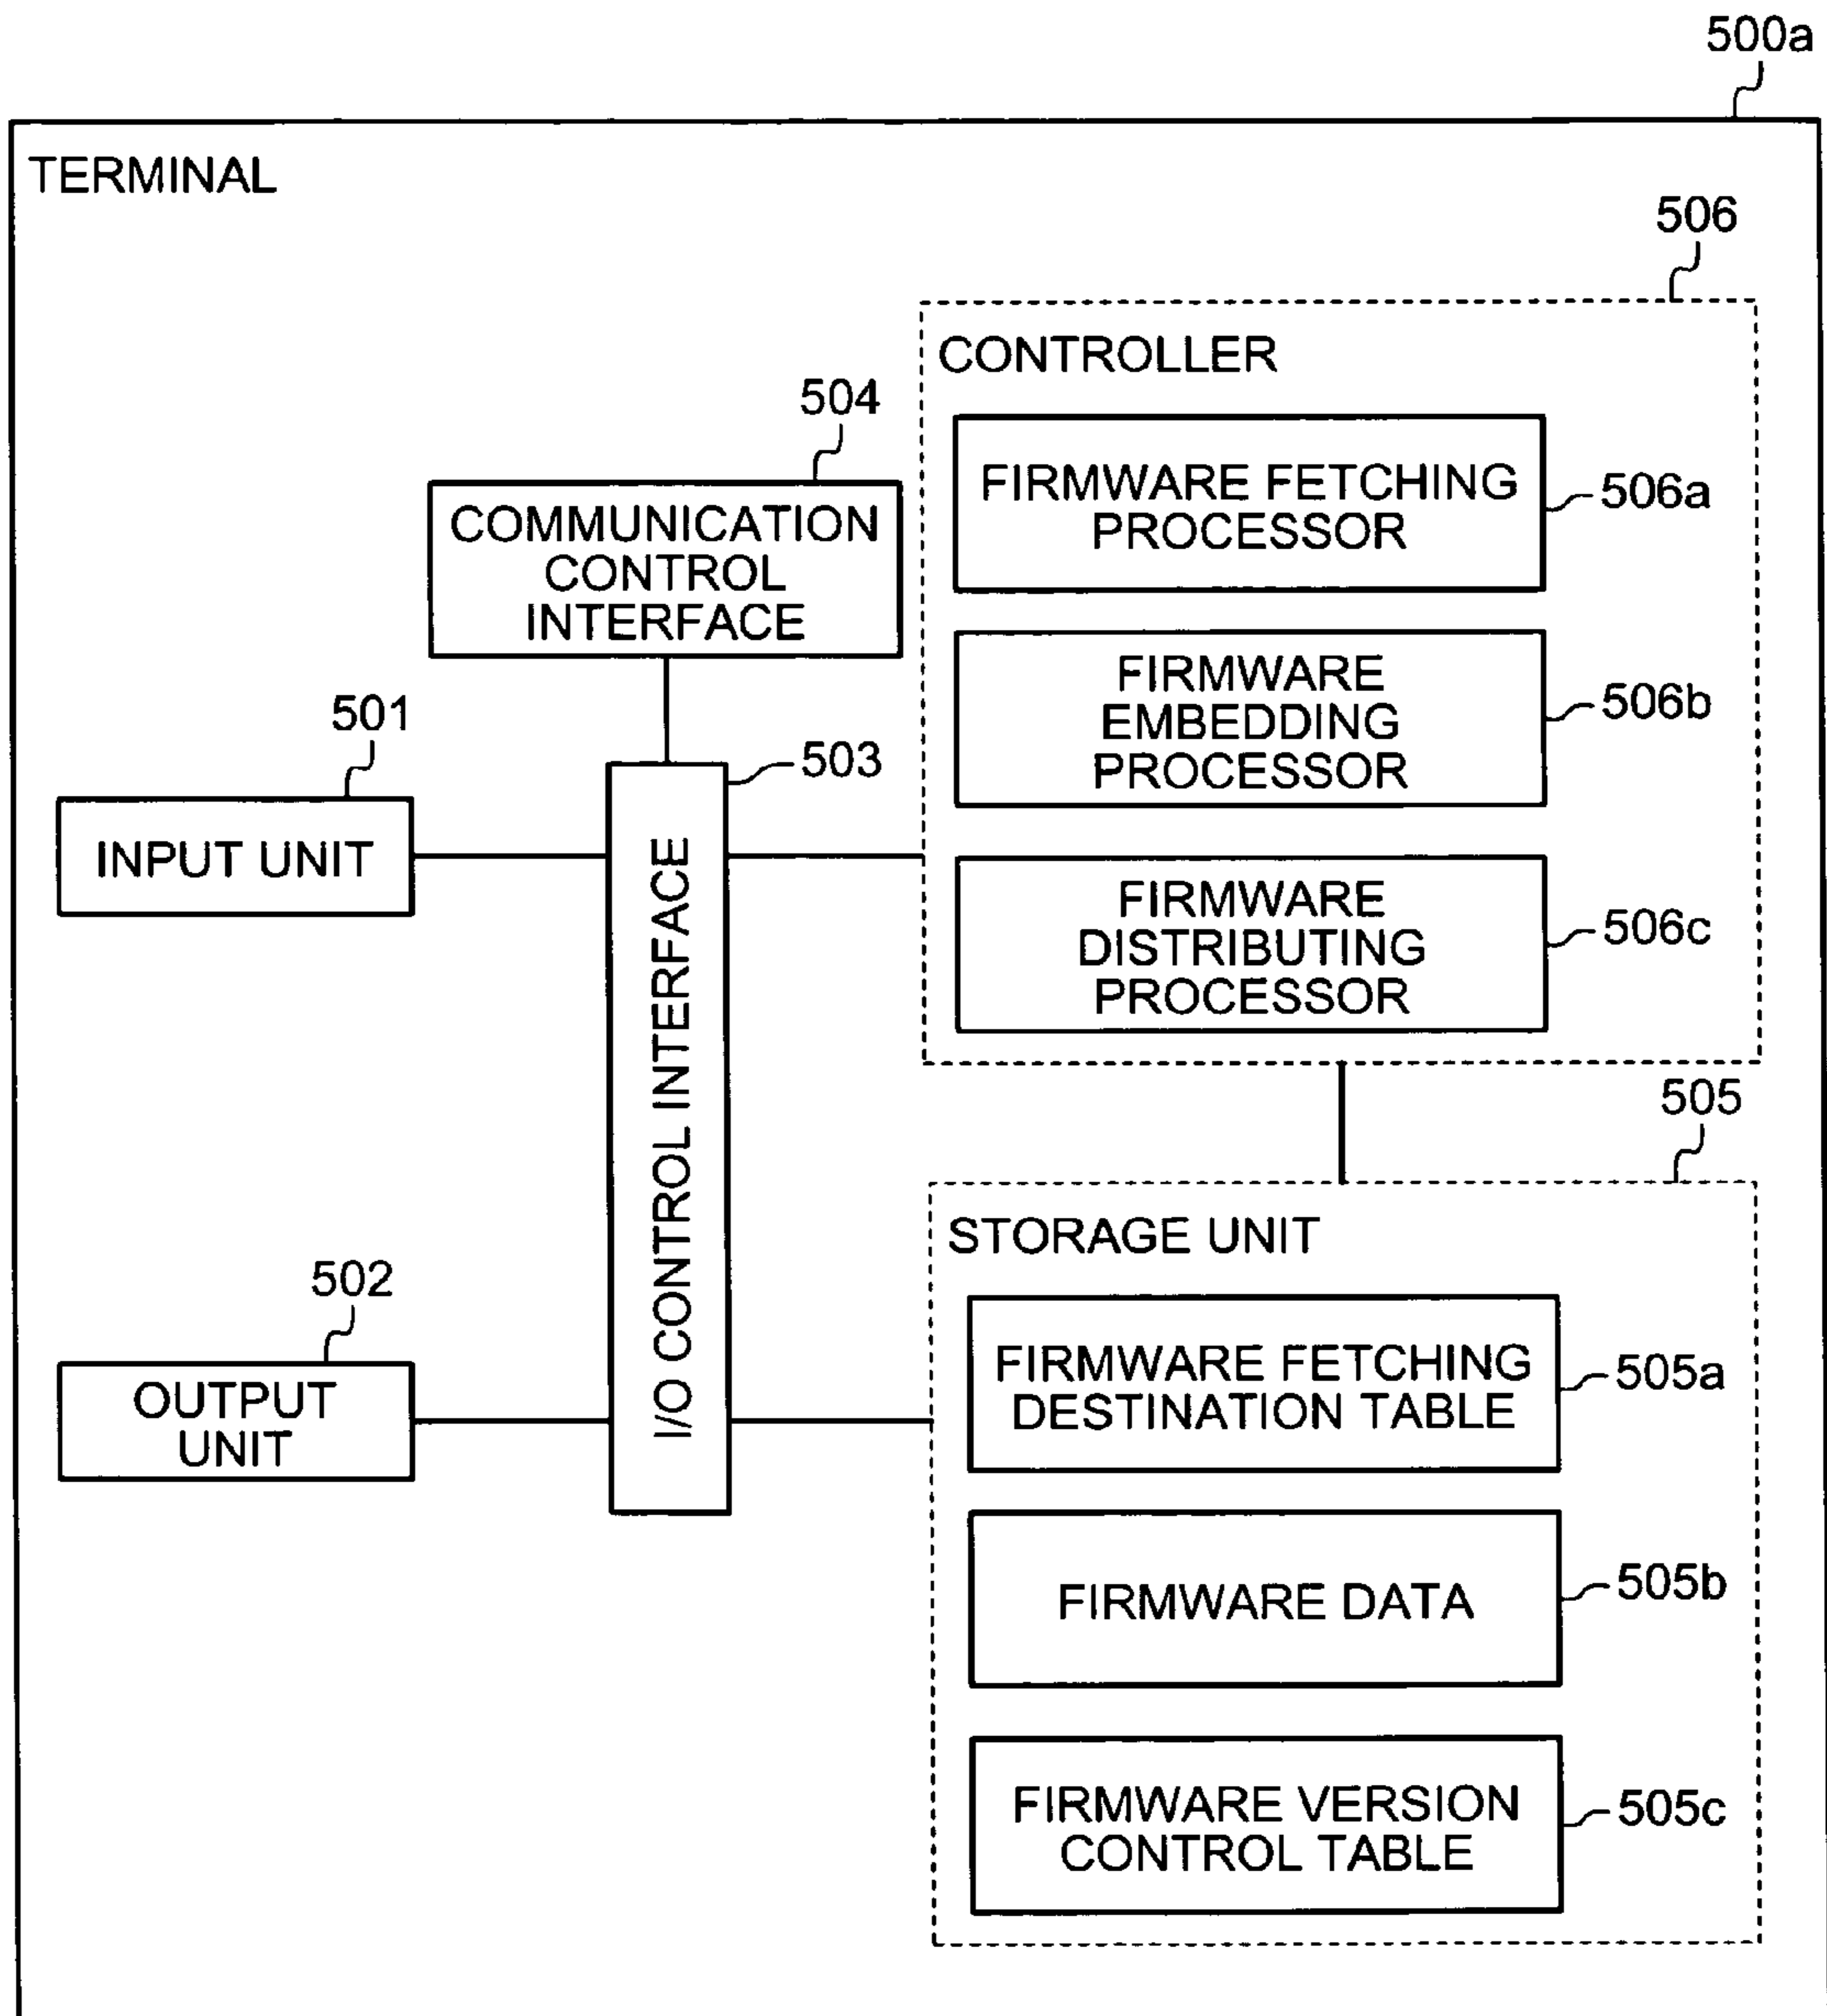 500a
TERMINAL
506
CONTROLLER
504
FIRMWARE FETCHING
PROCESSOR
506a
COMMUNICATION
CONTROL
INTERFACE
FIRMWARE
EMBEDDING
PROCESSOR
506b
501
503
INPUT UNIT
I/O CONTROL INTERFACE
FIRMWARE
DISTRIBUTING
PROCESSOR
506c
505
STORAGE UNIT
502
OUTPUT
UNIT
FIRMWARE FETCHING
DESTINATION TABLE
505a
FIRMWARE DATA
505b
FIRMWARE VERSION
CONTROL TABLE
505c